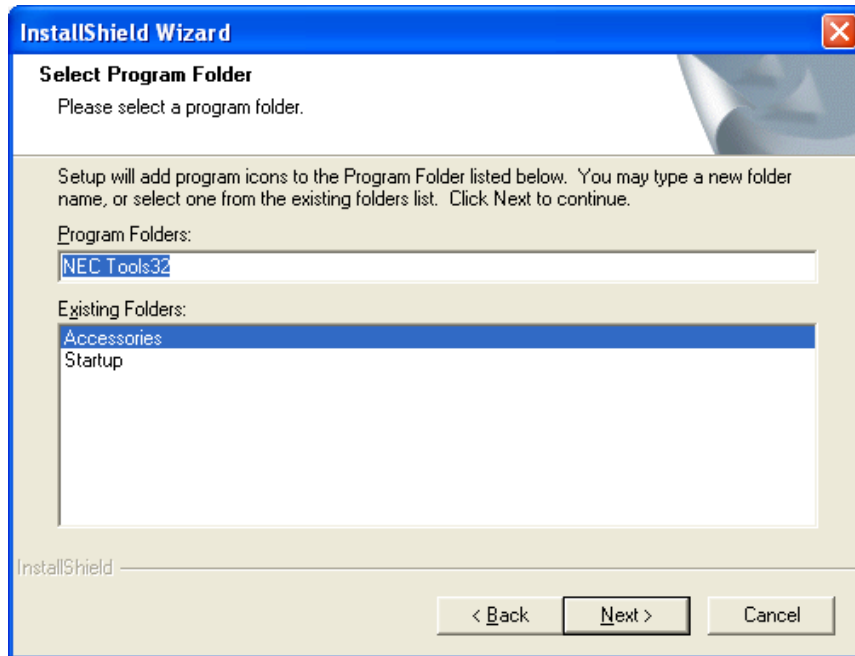 InstallShield Wizard
Select Program Folder
Please select a program folder.
Setup will add program icons to the Program Folder listed below.  You may type a new folder
name, or select one from the existing folders list.  Click Next to continue.
Program Folders:
NEC Tools32
Existing Folders:
Accessories
Startup
InstallShield
< Back
Next >
Cancel